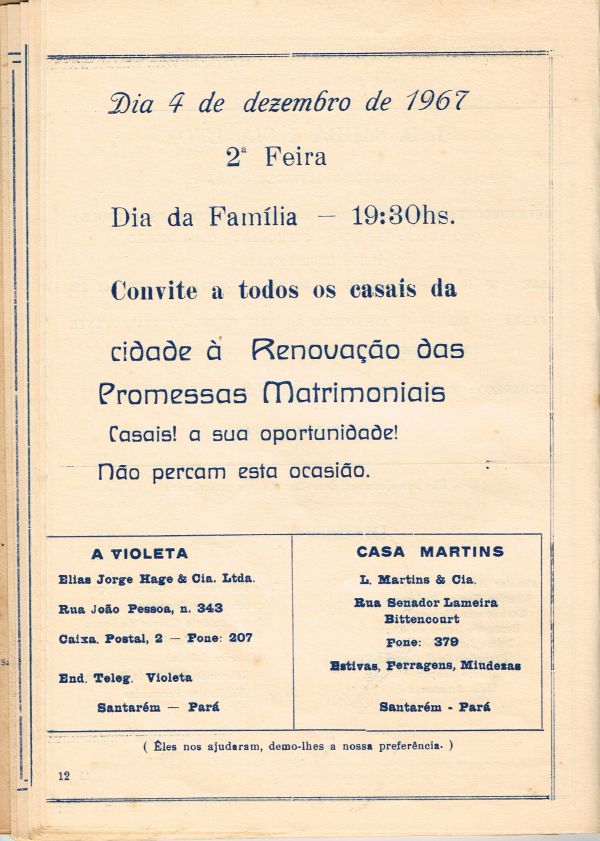 Dia 4 de dezembro de 1967
2ª Feira
Dia da Família — 19:30hs.
Convite a todos os casais da
cidade à Renovação das
Promessas Matrimoniais
Casais! a sua oportunidade!
Não percam esta ocasião.
A VIOLETA
Elias Jorge Hage & Cia. Ltda.
Rua João Pessoa, n. 343
Caixa. Postal, 2 — Pone: 207
End. Teleg. Violeta
Santarém — Pará
CASA MARTINS
L. Martins & Cia.
Rua Senador Lameira
Bittencourt
Pone: 379
Estivas, Perragens, Miudezas
Santarém - Pará
( Êles nos ajudaram, demo-lhes a nossa preferência. )
12